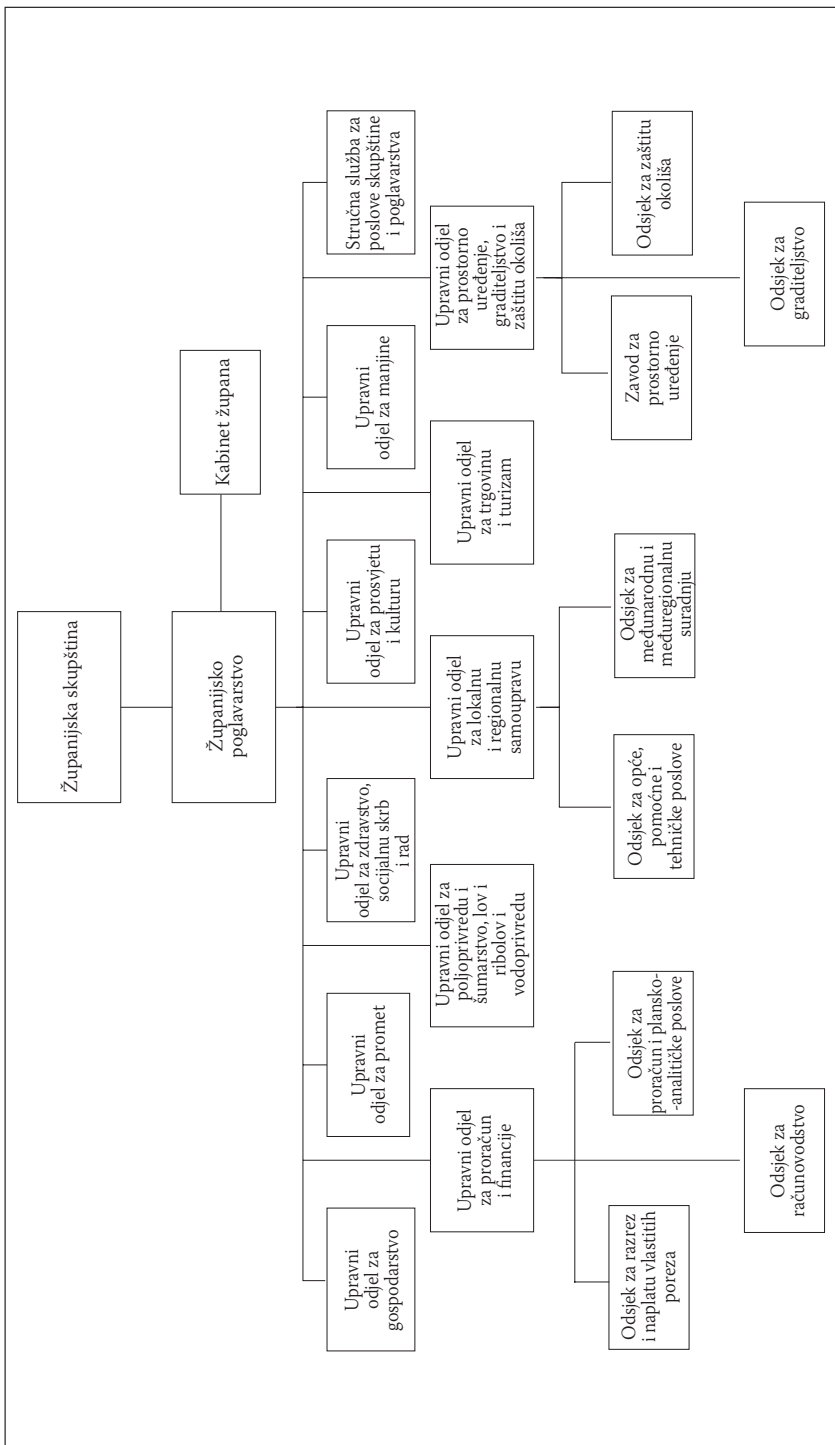 Županijska skupština
Županijsko
poglavarstvo
Kabinet župana
Upravni
odjel za
gospodarstvo
Upravni
odjel za promet
Upravni
odjel za zdravstvo,
socijalnu skrb
i rad
Upravni
odjel za prosvjetu
i kulturu
Upravni
odjel za manjine
Stručna služba za
poslove skupštine
i poglavarstva
Upravni odjel
za proračun
i financije
Upravni odjel za
poljoprivredu i
šumarstvo, lov i
ribolov i
vodoprivredu
Upravni odjel
za lokalnu
i regionalnu
samoupravu
Upravni odjel
za trgovinu
i turizam
Upravni odjel
za prostorno
uređenje,
graditeljstvo i
zaštitu okoliša
Odsjek za razrez
i naplatu vlastitih
poreza
Odsjek za
proračun i plansko-
-analitičke poslove
Odsjek za opće,
pomoćne i
tehničke poslove
Odsjek za
međunarodnu i
međuregionalnu
suradnju
Zavod za
prostorno
uređenje
Odsjek za zaštitu
okoliša
Odsjek za
računovodstvo
Odsjek za
graditeljstvo